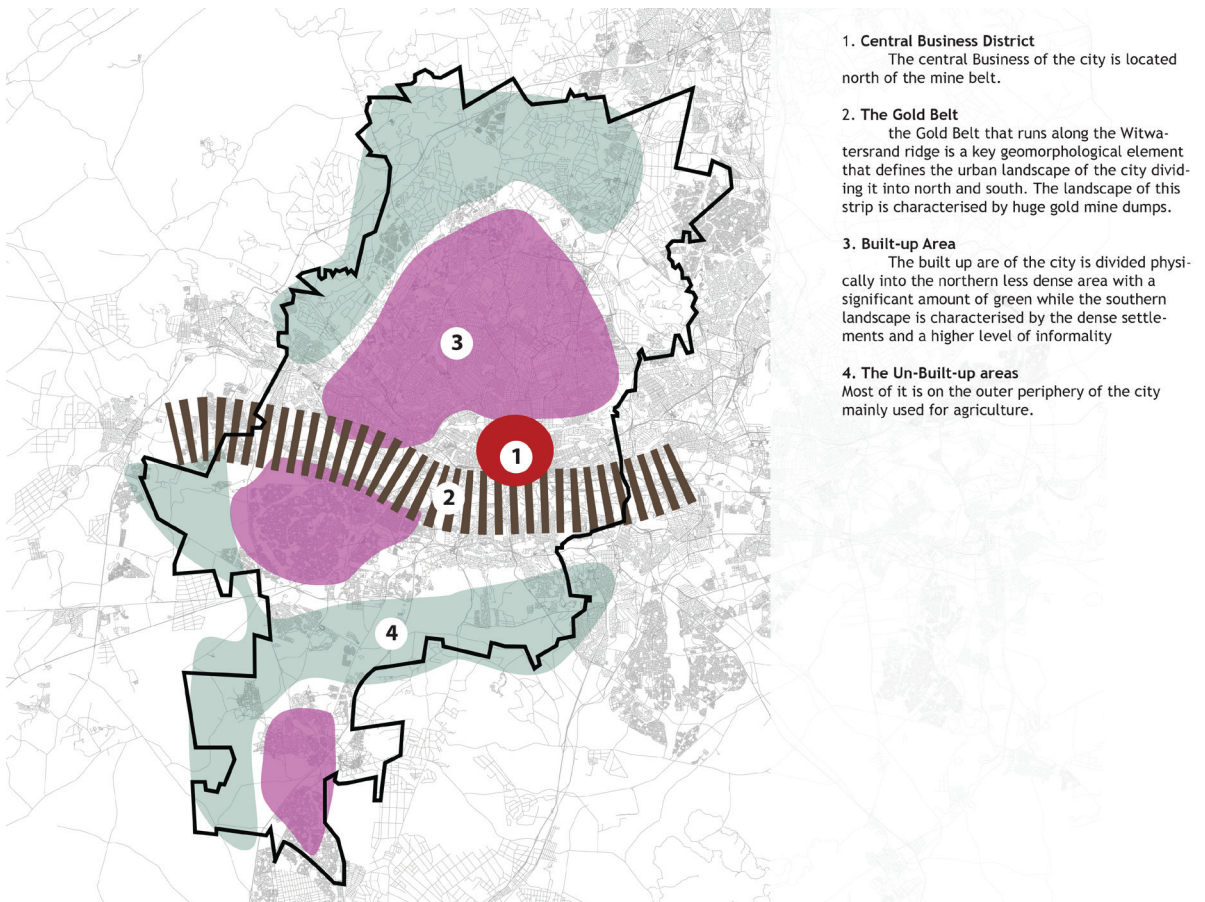 1. Central Business District
The central Business of the city is located
north of the mine belt.
2. The Gold Belt
the Gold Belt that runs along the Witwa-
tersrand ridge is a key geomorphological element
that defines the urban landscape of the city divid-
ing it into north and south. The landscape of this
strip is characterised by huge gold mine dumps.
3. Built-up Area
The built up are of the city is divided physi-
cally into the northern less dense area with a
significant amount of green while the southern
landscape is characterised by the dense settle-
ments and a higher level of informality
4. The Un-Built-up areas
Most of it is on the outer periphery of the city
mainly used for agriculture.
3
1
2
4